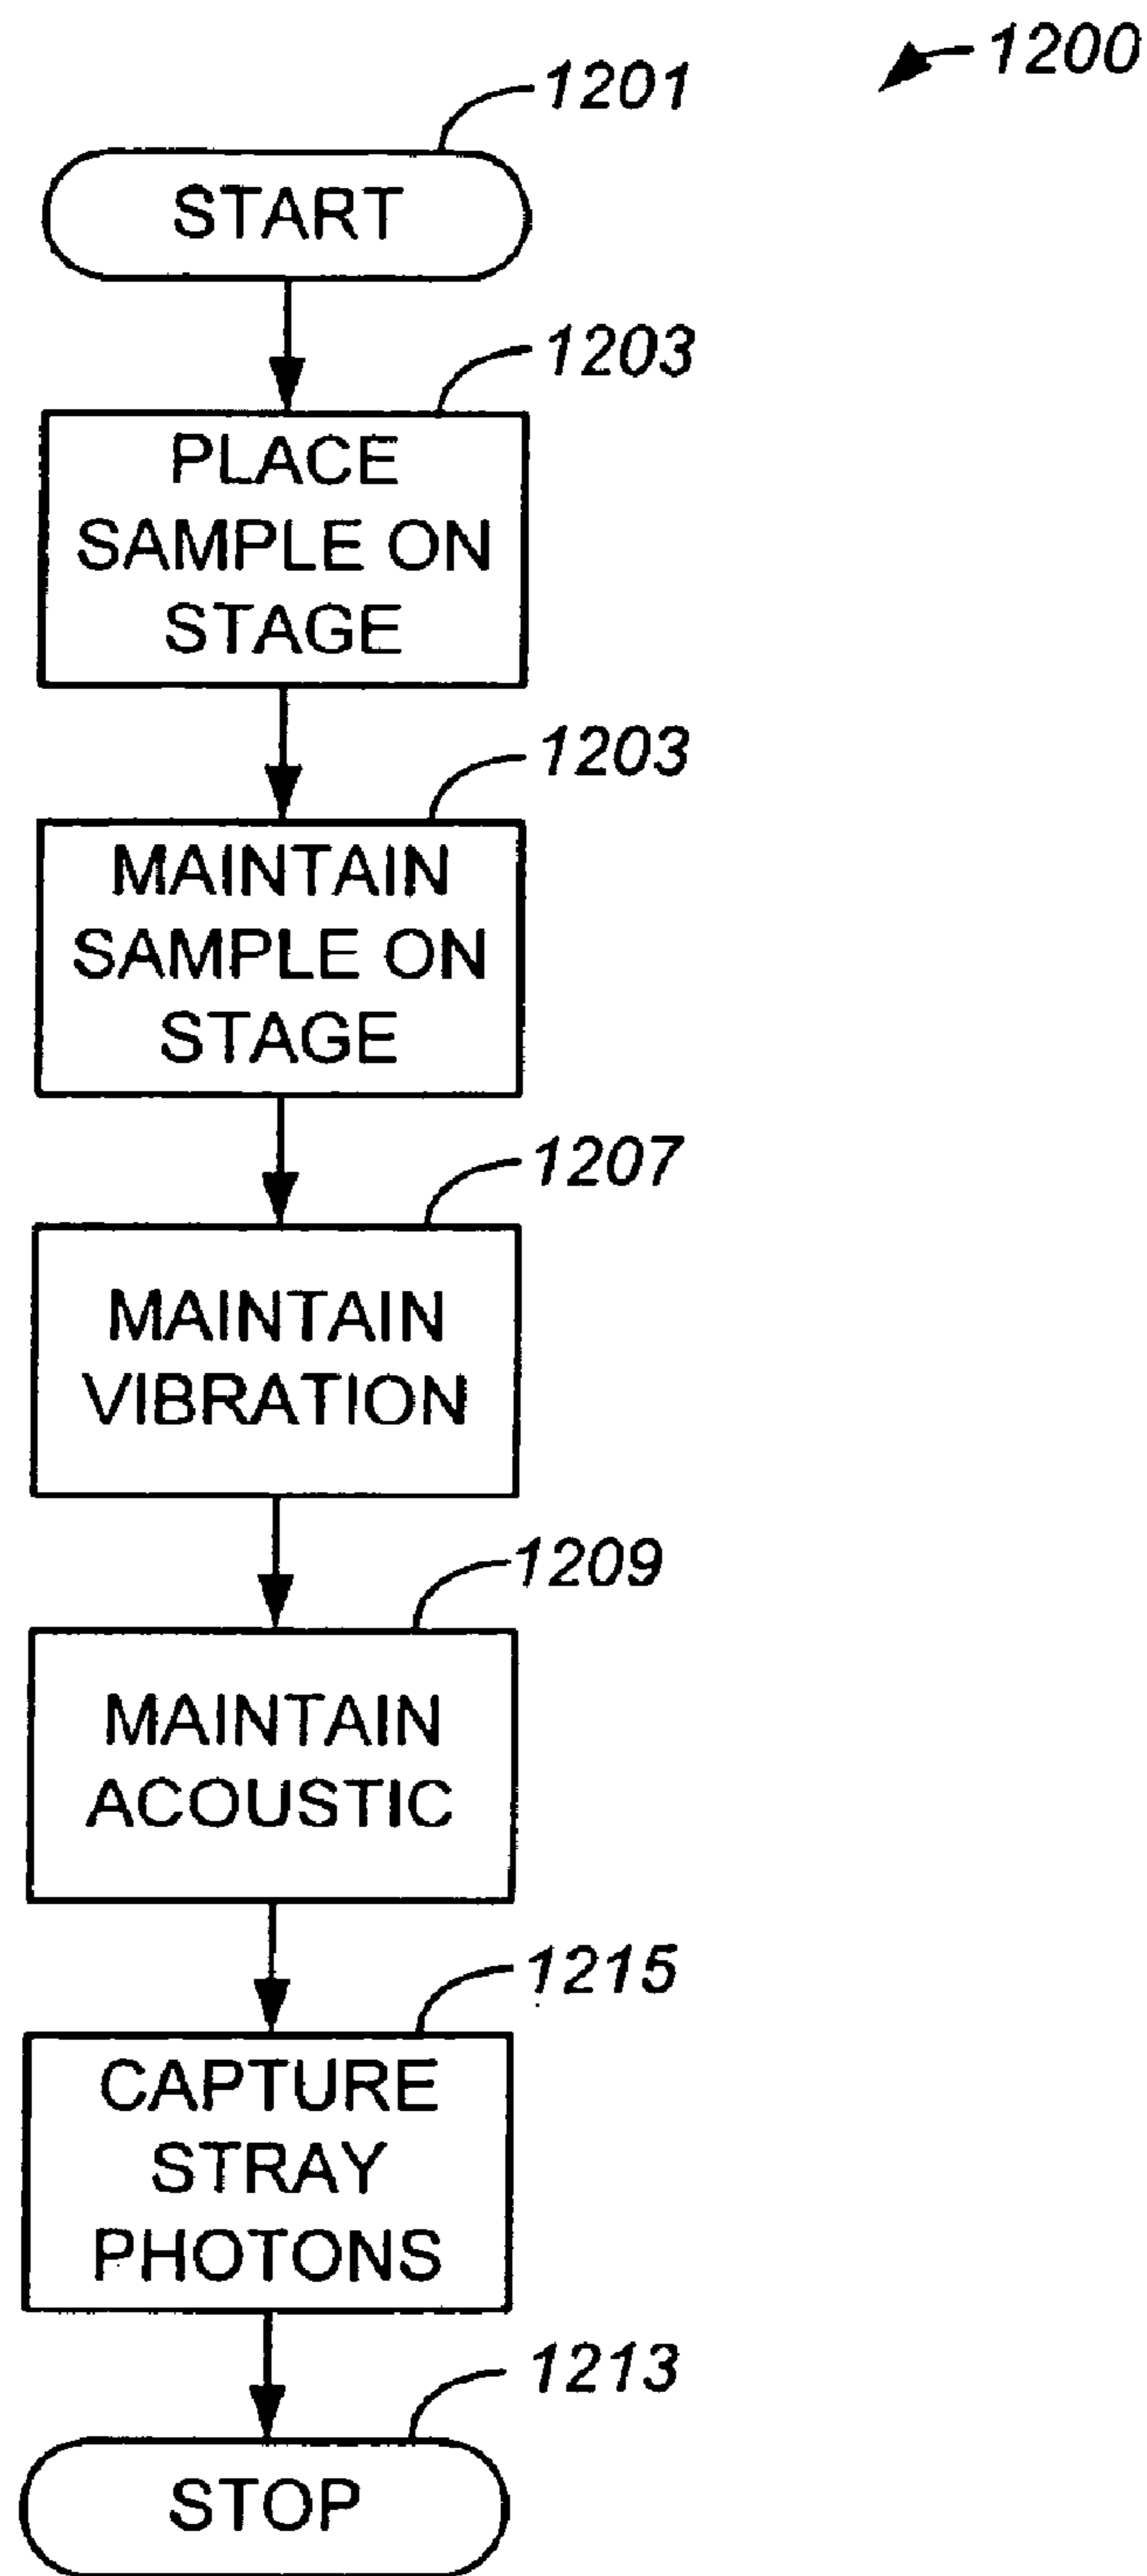 1200
1201
START
1203
PLACE
SAMPLE ON
STAGE
1203
MAINTAIN
SAMPLE ON
STAGE
1207
MAINTAIN
VIBRATION
1209
MAINTAIN
ACOUSTIC
1215
CAPTURE
STRAY
PHOTONS
1213
STOP